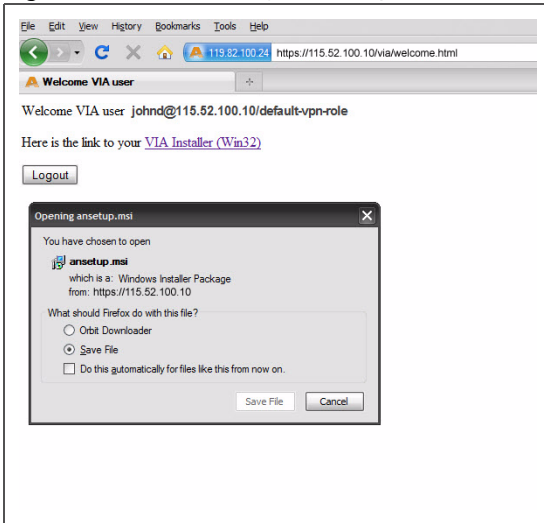 File Edit View History Bookmarks Tools Help
119.82.100.24 https://115.52.100.10/via/welcome.html
Welcome VIA user
Welcome VIA user johnd@115.52.100.10/default-vpn-role
Here is the link to your VIA Installer (Win32)
Logout
Opening ansetup.msi
You have chosen to open
ansetup.msi
which is a: Windows Installer Package
from: https://115.52.100.10
What should Firefox do with this file?
Orbit Downloader
Save File
Do this automatically for files like this from now on.
Save File Cancel